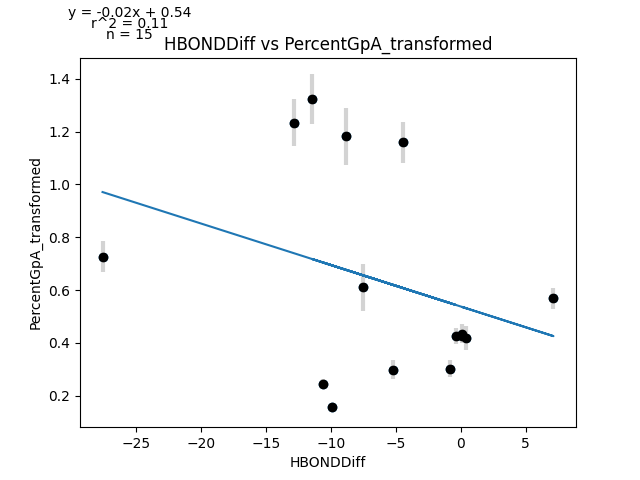 y = -0.02x + 0.54
r^2 = 0.11
n = 15
HBONDDiff vs PercentGpA_transformed
1.4
1.2
1.0
0.8
0.6
0.4
0.2
PercentGpA_transformed
−25
−20
−15
−10
−5
0
5
HBONDDiff